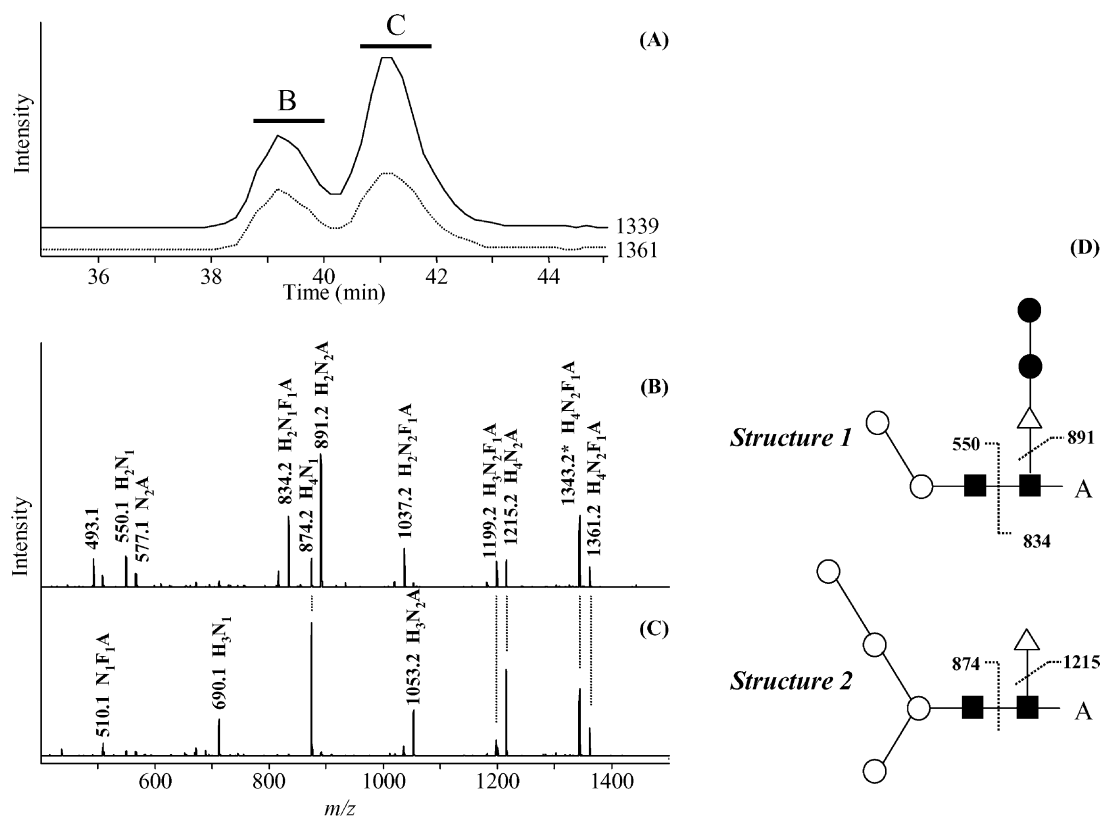 (A)
C
B
Intensity
1339
1361
36 38 40 42 44
Time (min)
(B)
Intensity
493.1
550.1 H₂N₁
577.1 N₂A
834.2 H₂N₁F₁A
874.2 H₄N₁
891.2 H₂N₂A
1037.2 H₂N₂F₁A
1199.2 H₃N₂F₁A
1215.2 H₄N₂A
1343.2* H₄N₂F₁A
1361.2 H₄N₂F₁A
(C)
510.1 N₁F₁A
690.1 H₃N₁
1053.2 H₃N₂A
600 800 1000 1200 1400
m/z
(D)
Structure 1
550
891
A
834
Structure 2
874
1215
A